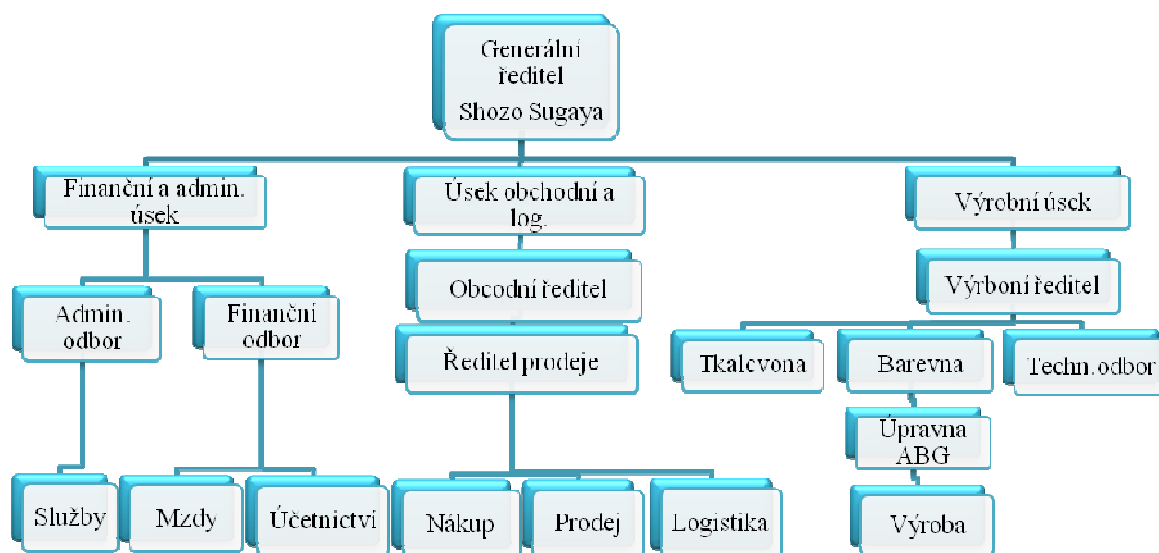 Generální
ředitel
Shozo Sugaya
Finanční a admin.
úsek
Úsek obchodní a
log.
Výrobní úsek
Obcodní ředitel
Výrboní ředitel
Admin.
odbor
Finanční
odbor
Ředitel prodeje
Tkalcvona
Barevna
Techn.odbor
Úpravna
ABG
Služby
Mzdy
Účetnictví
Nákup
Prodej
Logistika
Výroba